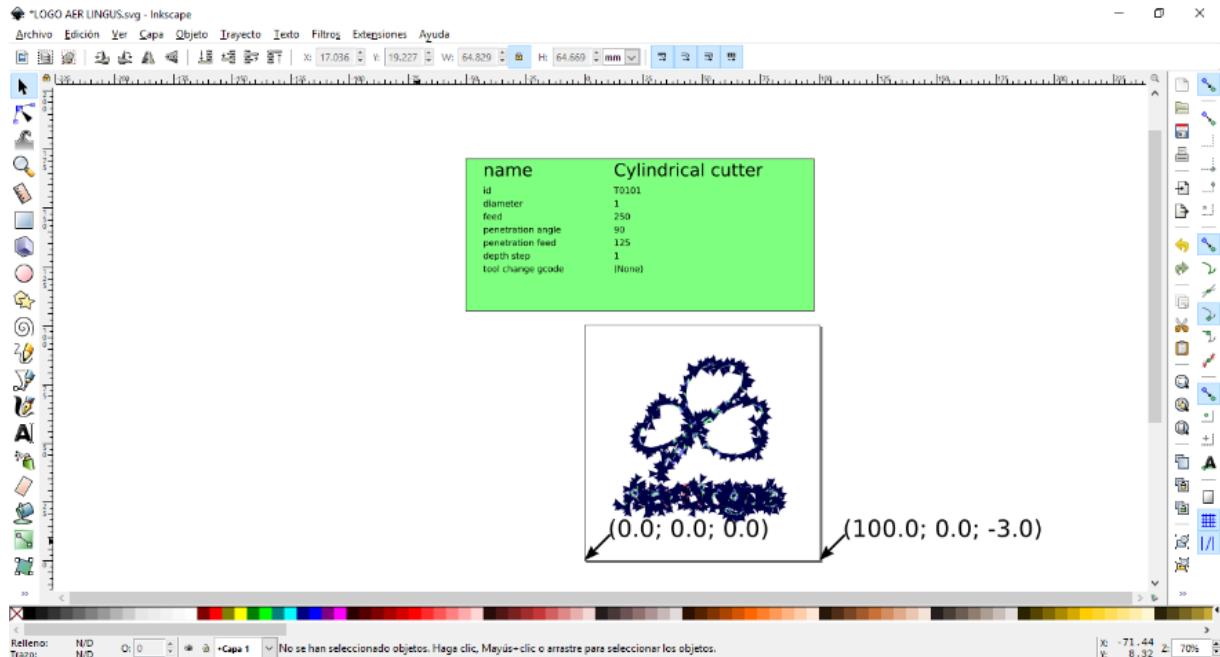 *LOGO AER LINGUS.svg - Inkscape
Archivo Edición Ver Capa Objeto Trayecto Texto Filtros Extensiones Ayuda
X: 17.036 Y: 19.227 W: 64.829 H: 64.669 mm
name Cylindrical cutter
id T0101
diameter 1
feed 250
penetration angle 90
penetration feed 125
depth step 1
tool change gcode (None)
(0.0; 0.0; 0.0) (100.0; 0.0; -3.0)
Relleno: N/D
Trazo: N/D
O: 0 Capa 1 No se han seleccionado objetos. Haga clic, Mayús+clic o arrastre para seleccionar los objetos.
X: -71.44
Y: 8.32
Z: 70%